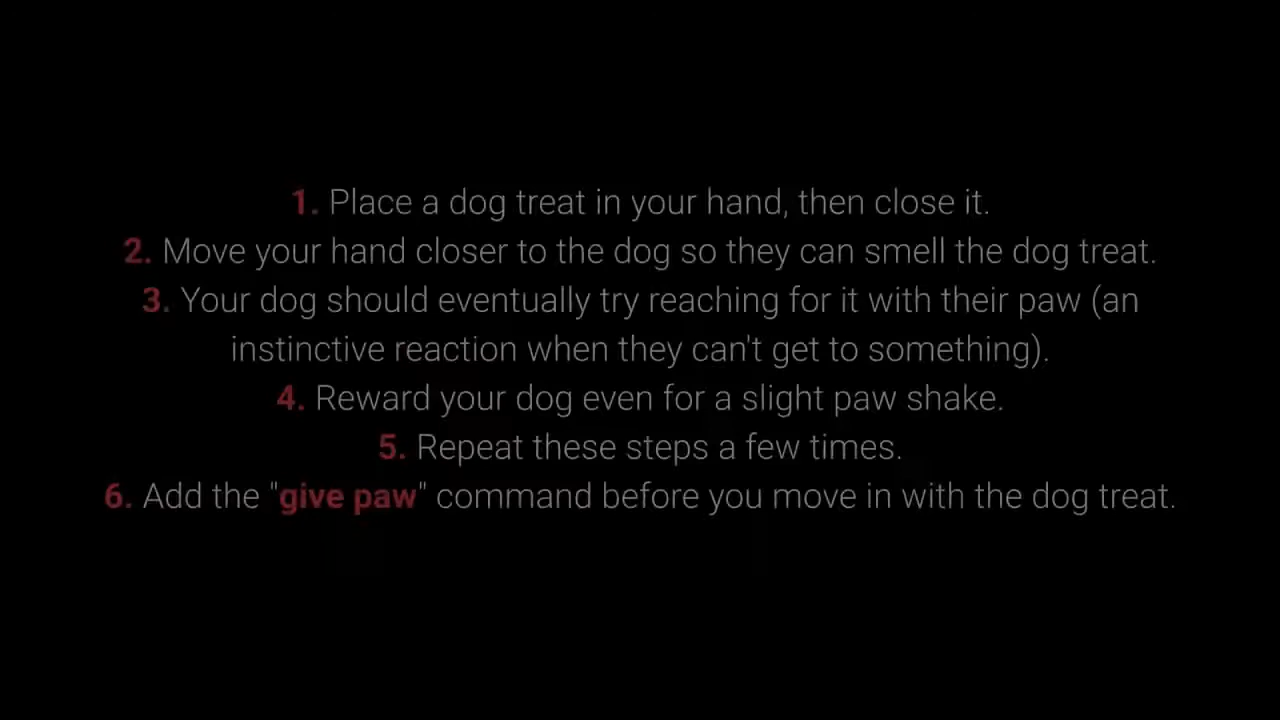 1. Place a dog treat in your hand, then close it.
2. Move your hand closer to the dog so they can smell the dog treat.
3. Your dog should eventually try reaching for it with their paw (an
instinctive reaction when they can't get to something).
4. Reward your dog even for a slight paw shake.
5. Repeat these steps a few times.
6. Add the "give paw" command before you move in with the dog treat.